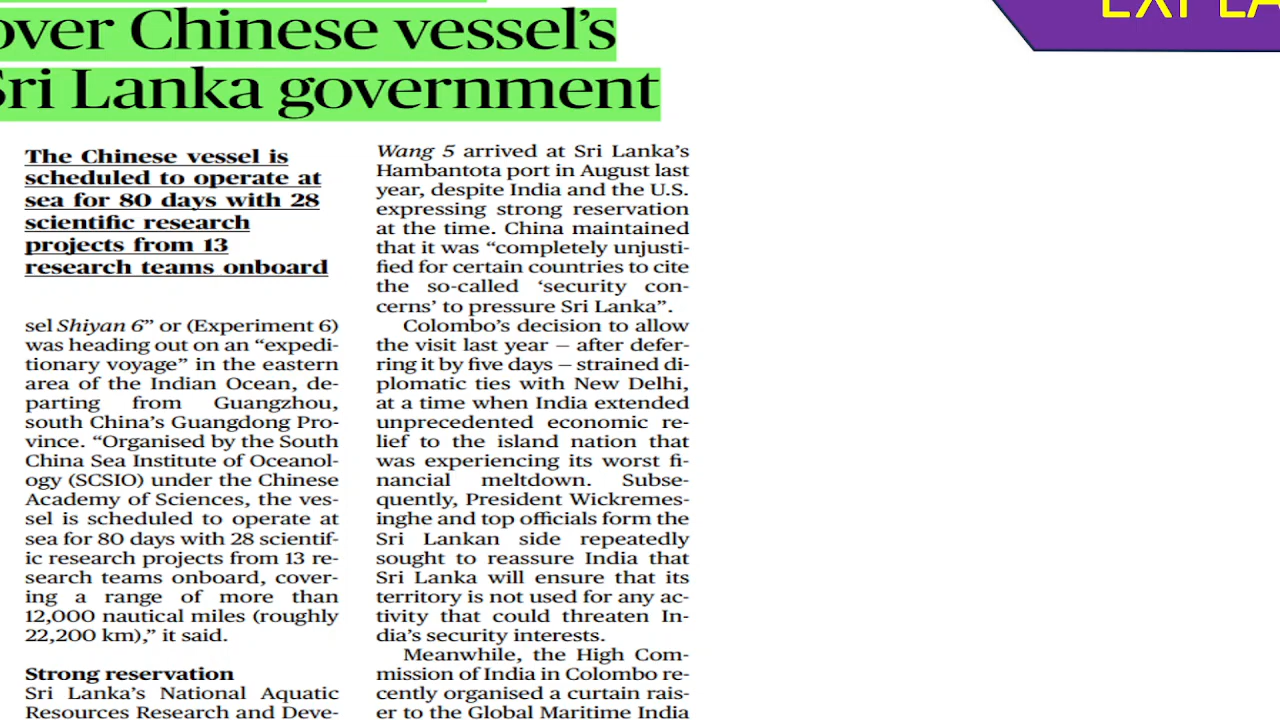 over Chinese vessel's
Sri Lanka government
The Chinese vessel is
scheduled to operate at
sea for 80 days with 28
scientific research
projects from 13
research teams onboard
sel Shiyan 6” or (Experiment 6)
was heading out on an “expedi-
tionary voyage” in the eastern
area of the Indian Ocean, de-
parting from Guangzhou,
south China’s Guangdong Pro-
vince. “Organised by the South
China Sea Institute of Oceanol-
ogy (SCSIO) under the Chinese
Academy of Sciences, the ves-
sel is scheduled to operate at
sea for 80 days with 28 scientif-
ic research projects from 13 re-
search teams onboard, cover-
ing a range of more than
12,000 nautical miles (roughly
22,200 km),” it said.
Strong reservation
Sri Lanka’s National Aquatic
Resources Research and Deve-
Wang 5 arrived at Sri Lanka’s
Hambantota port in August last
year, despite India and the U.S.
expressing strong reservation
at the time. China maintained
that it was “completely unjusti-
fied for certain countries to cite
the so-called ‘security con-
cerns’ to pressure Sri Lanka”.
Colombo’s decision to allow
the visit last year – after defer-
ring it by five days – strained di-
plomatic ties with New Delhi,
at a time when India extended
unprecedented economic re-
lief to the island nation that
was experiencing its worst fi-
nancial meltdown. Subse-
quently, President Wickremes-
inghe and top officials form the
Sri Lankan side repeatedly
sought to reassure India that
Sri Lanka will ensure that its
territory is not used for any ac-
tivity that could threaten In-
dia’s security interests.
Meanwhile, the High Com-
mission of India in Colombo re-
cently organised a curtain rais-
er to the Global Maritime India